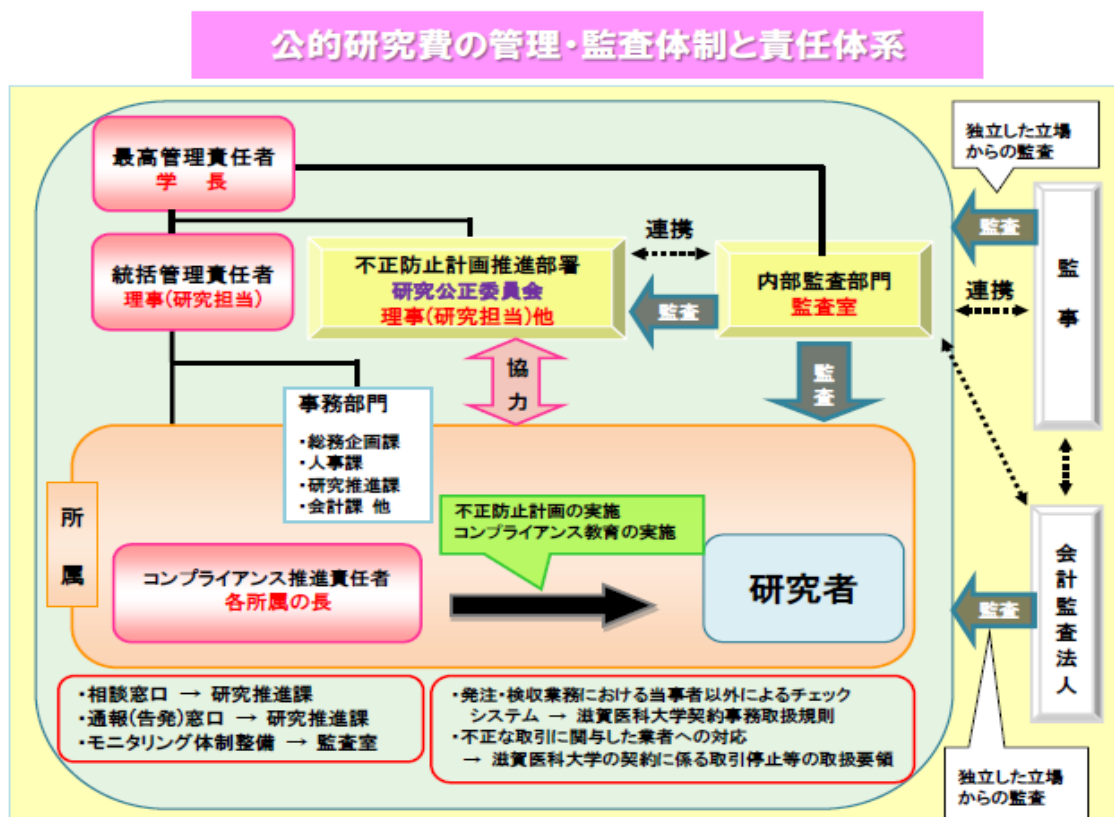 公的研究費の管理・監査体制と責任体系
最高管理責任者
学 長
統括管理責任者
理事(研究担当)
不正防止計画推進部署
研究公正委員会
理事(研究担当)他
連携
監査
内部監査部門
監査室
独立した立場
からの監査
監査
監事
連携
協力
監査
事務部門
・総務企画課
・人事課
・研究推進課
・会計課 他
所属
不正防止計画の実施
コンプライアンス教育の実施
コンプライアンス推進責任者
各所属の長
研究者
監査
会計監査法人
・相談窓口 → 研究推進課
・通報(告発)窓口 → 研究推進課
・モニタリング体制整備 → 監査室
・発注・検収業務における当事者以外によるチェック
システム → 滋賀医科大学契約事務取扱規則
・不正な取引に関与した業者への対応
→ 滋賀医科大学の契約に係る取引停止等の取扱要領
独立した立場
からの監査